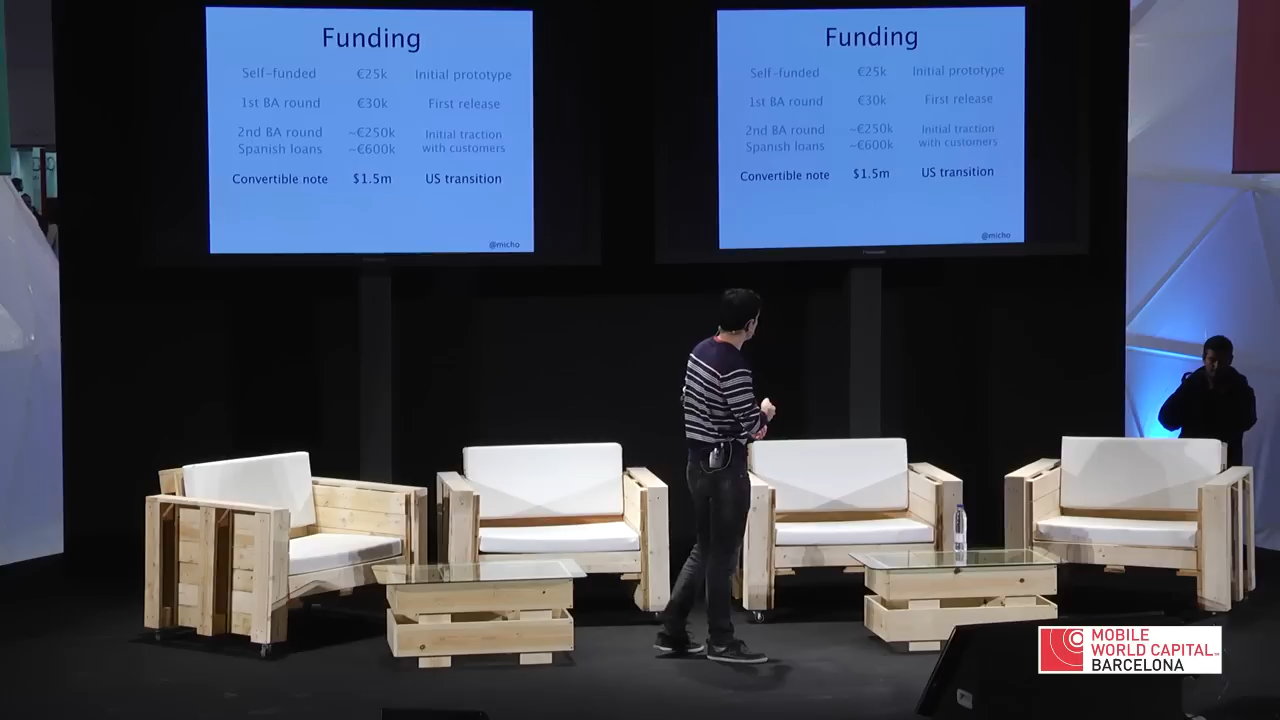 Funding
Self-funded €25k Initial prototype
1st BA round €30k First release
2nd BA round ~€250k Initial traction
Spanish loans ~€600k with customers
Convertible note $1.5m US transition
@micho
Funding
Self-funded €25k Initial prototype
1st BA round €30k First release
2nd BA round ~€250k Initial traction
Spanish loans ~€600k with customers
Convertible note $1.5m US transition
@micho
MOBILE
WORLD CAPITAL
BARCELONA